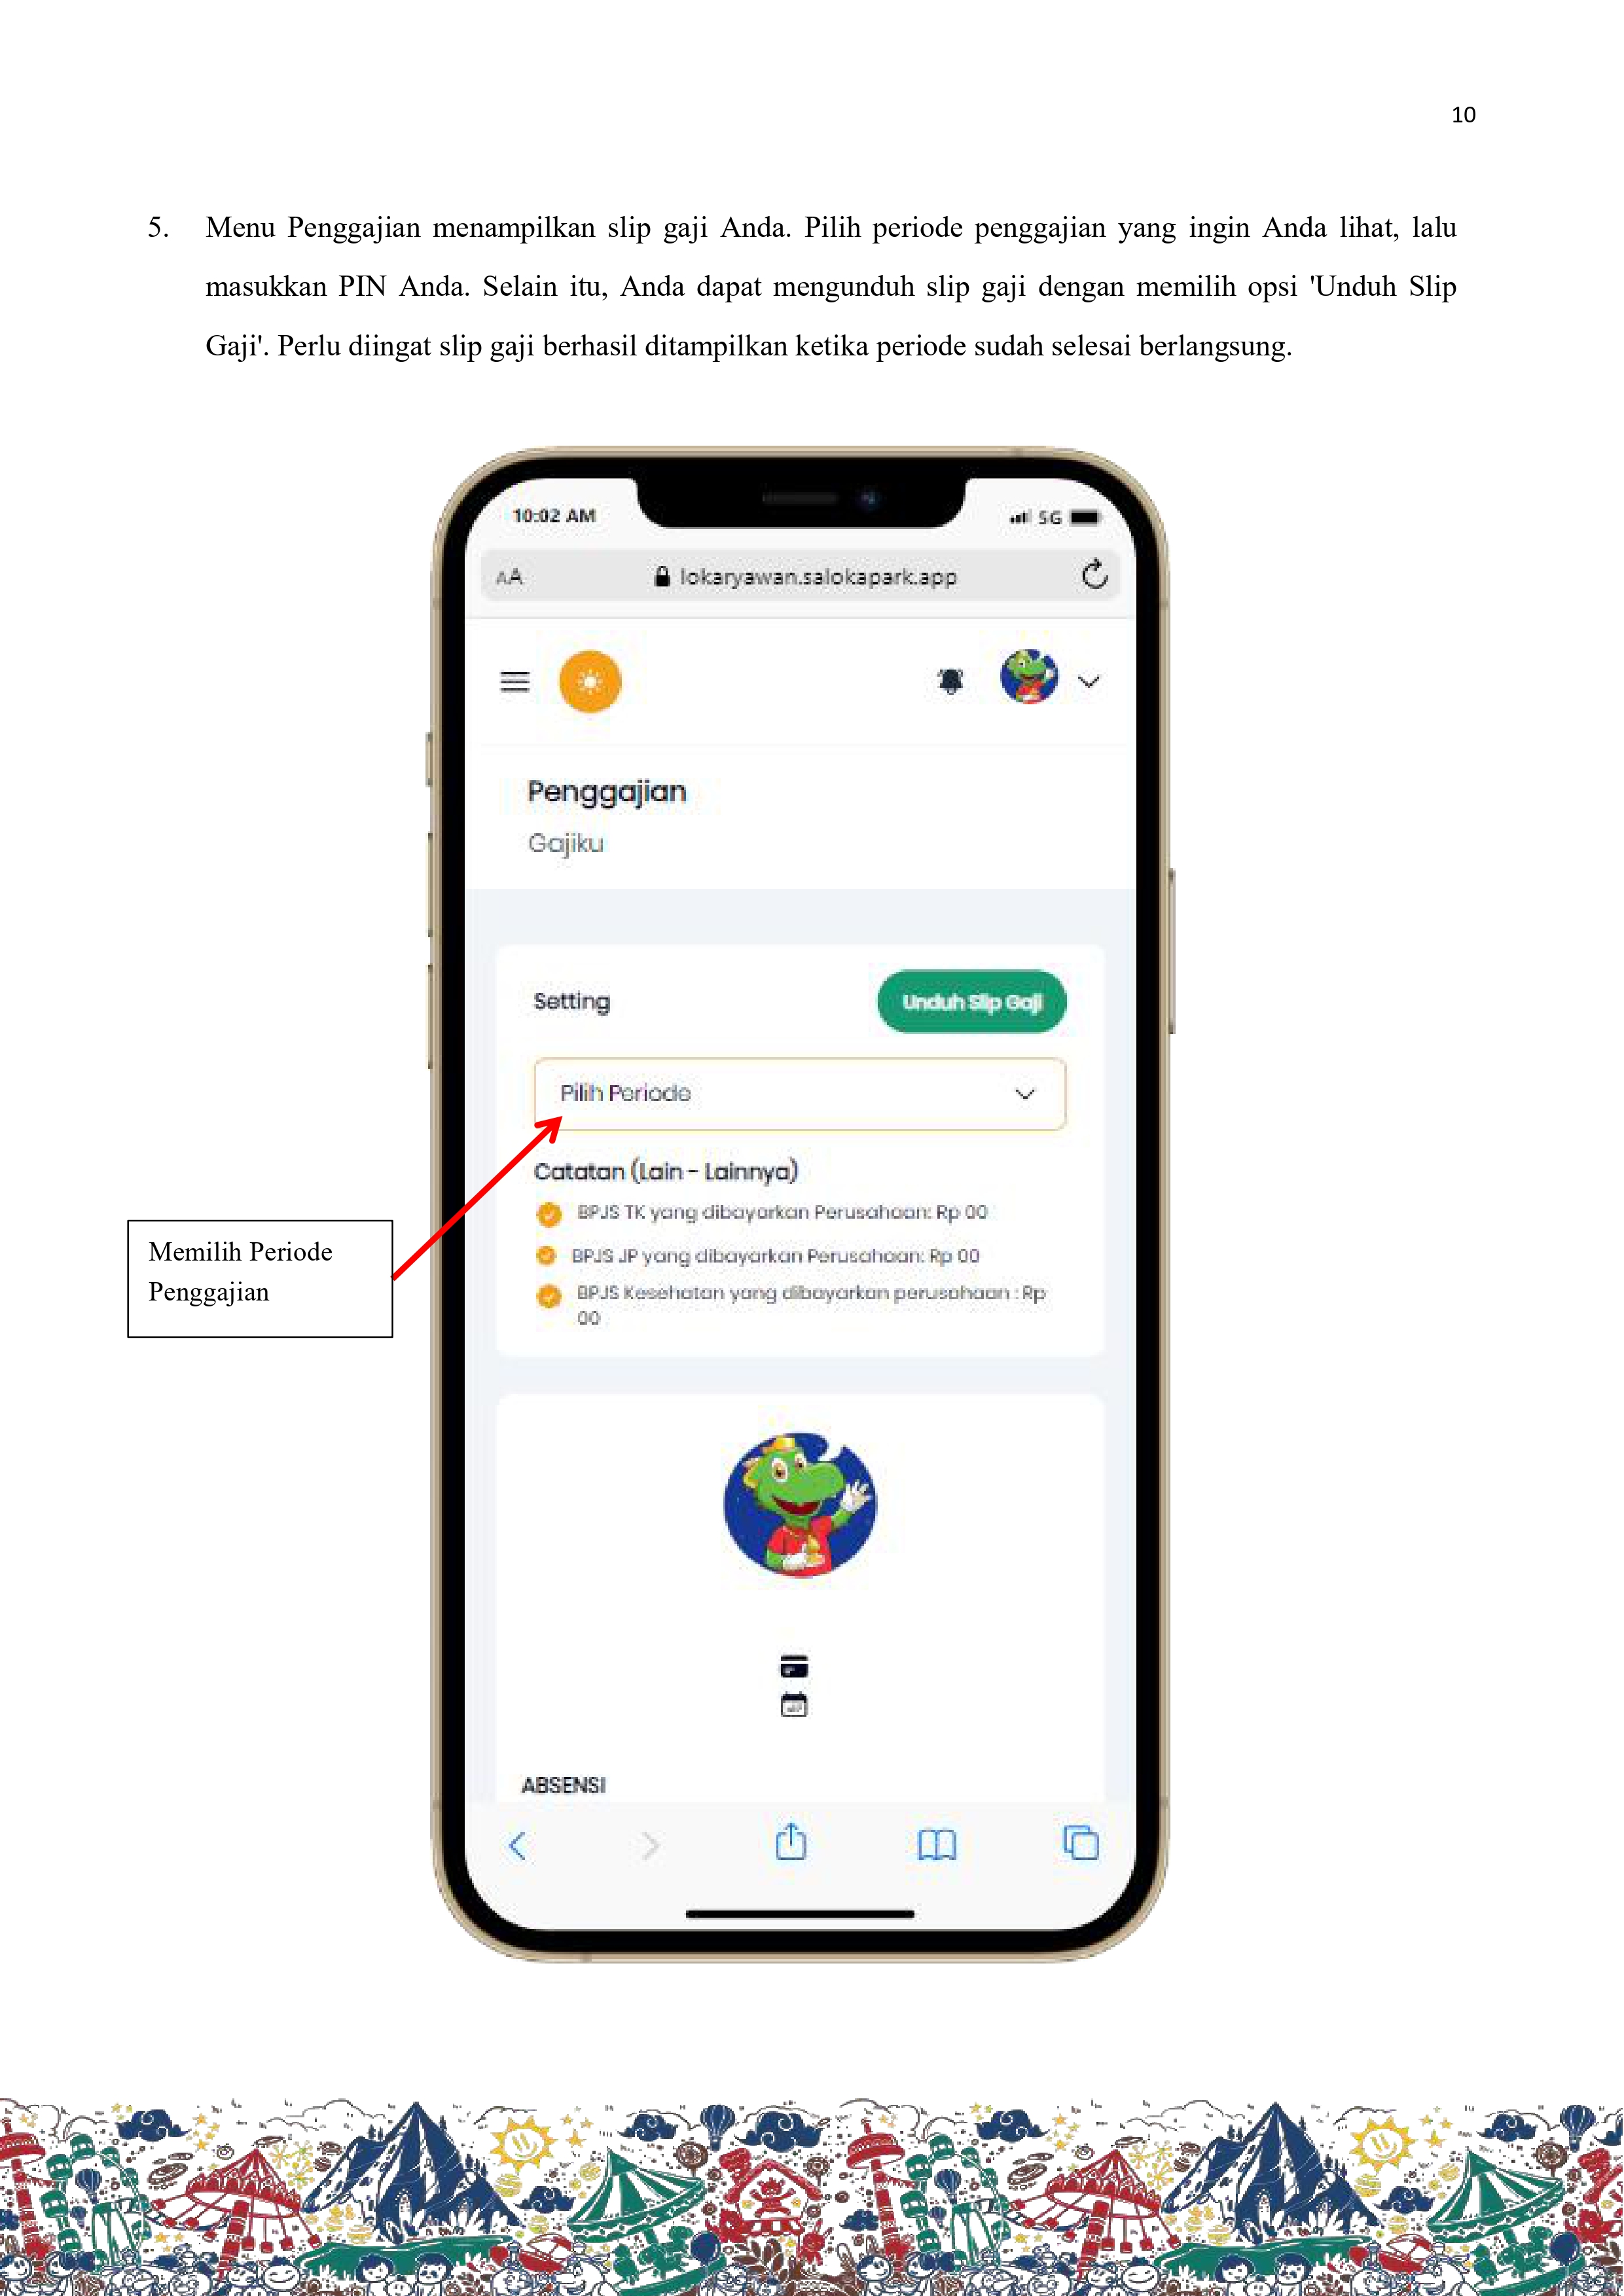 10
5. Menu Penggajian menampilkan slip gaji Anda. Pilih periode penggajian yang ingin Anda lihat, lalu
masukkan PIN Anda. Selain itu, Anda dapat mengunduh slip gaji dengan memilih opsi 'Unduh Slip
Gaji'. Perlu diingat slip gaji berhasil ditampilkan ketika periode sudah selesai berlangsung.
10:02 AM
5G
AA
lokaryawan.salokapark.app
Penggajian
Gajiku
Setting
Unduh Slip Gaji
Pilih Periode
Catatan (Lain - Lainnya)
BPJS TK yang dibayarkan Perusahaan: Rp 00
BPJS JP yang dibayarkan Perusahaan: Rp 00
BPJS Kesehatan yang dibayarkan perusahaan : Rp
00
Memilih Periode
Penggajian
ABSENSI